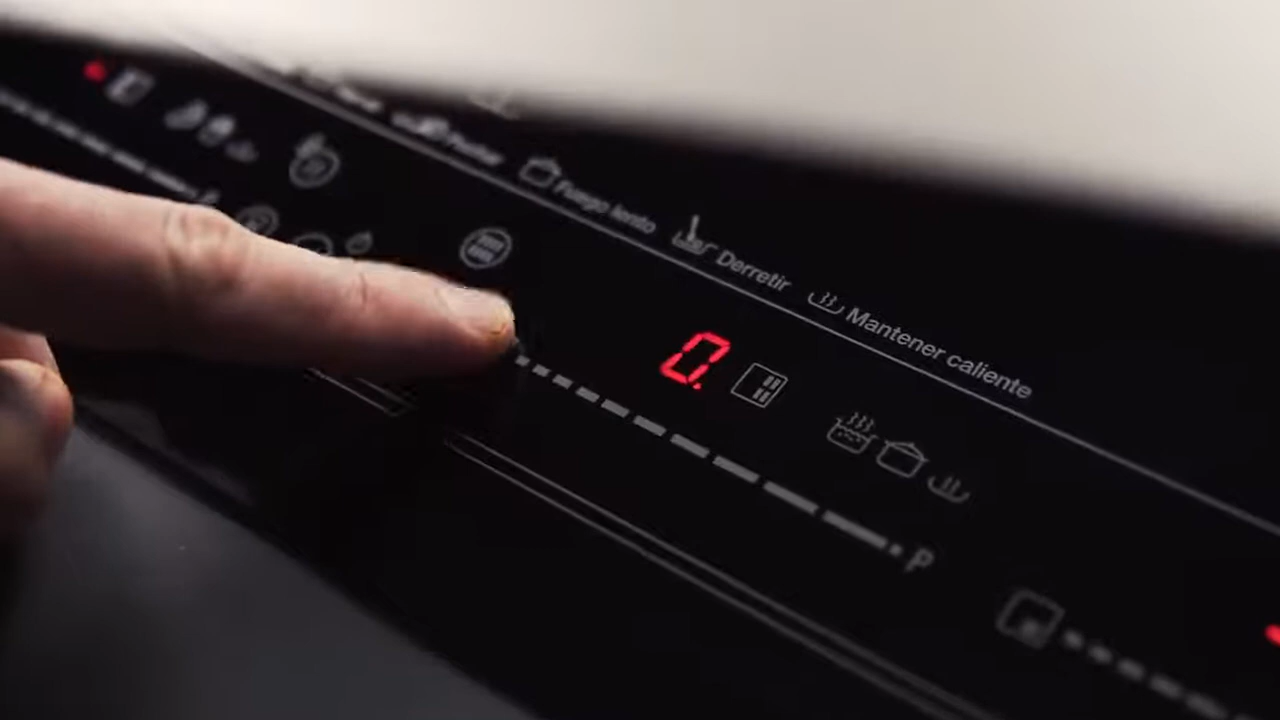 Fuego lento
Derretir
Mantener caliente
0.
P